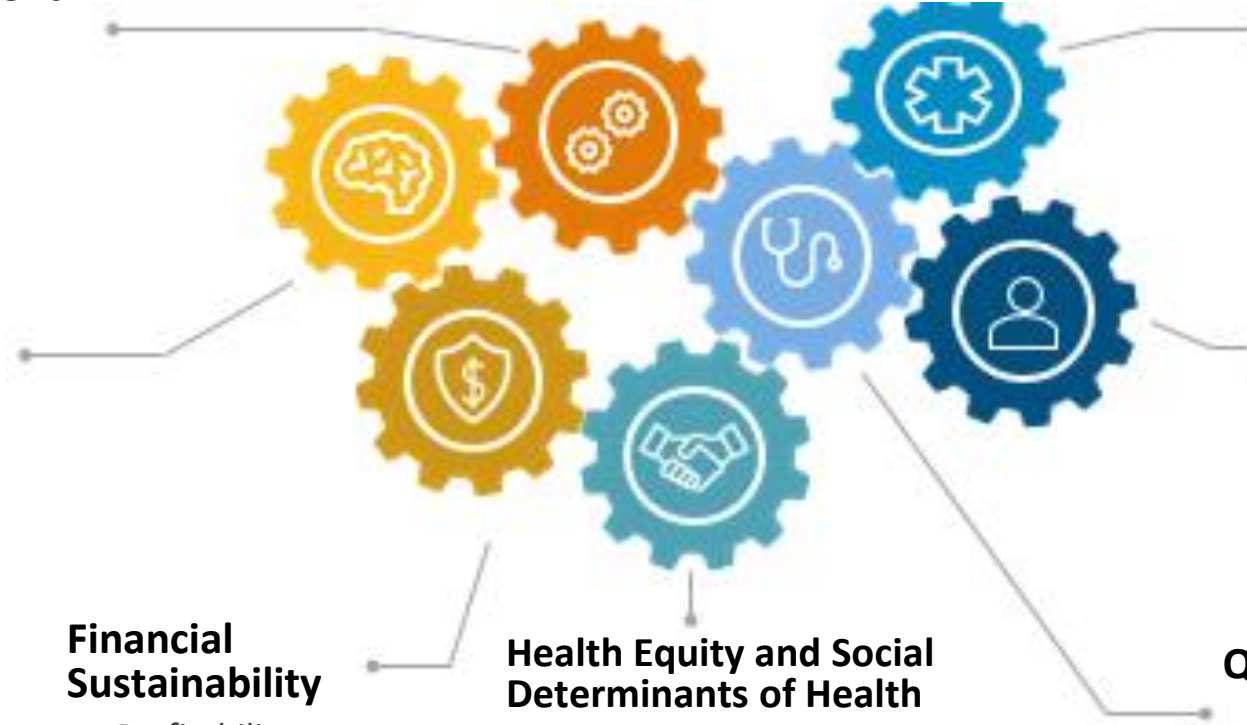 Financial
Sustainability
Health Equity and Social
Determinants of Health
Q